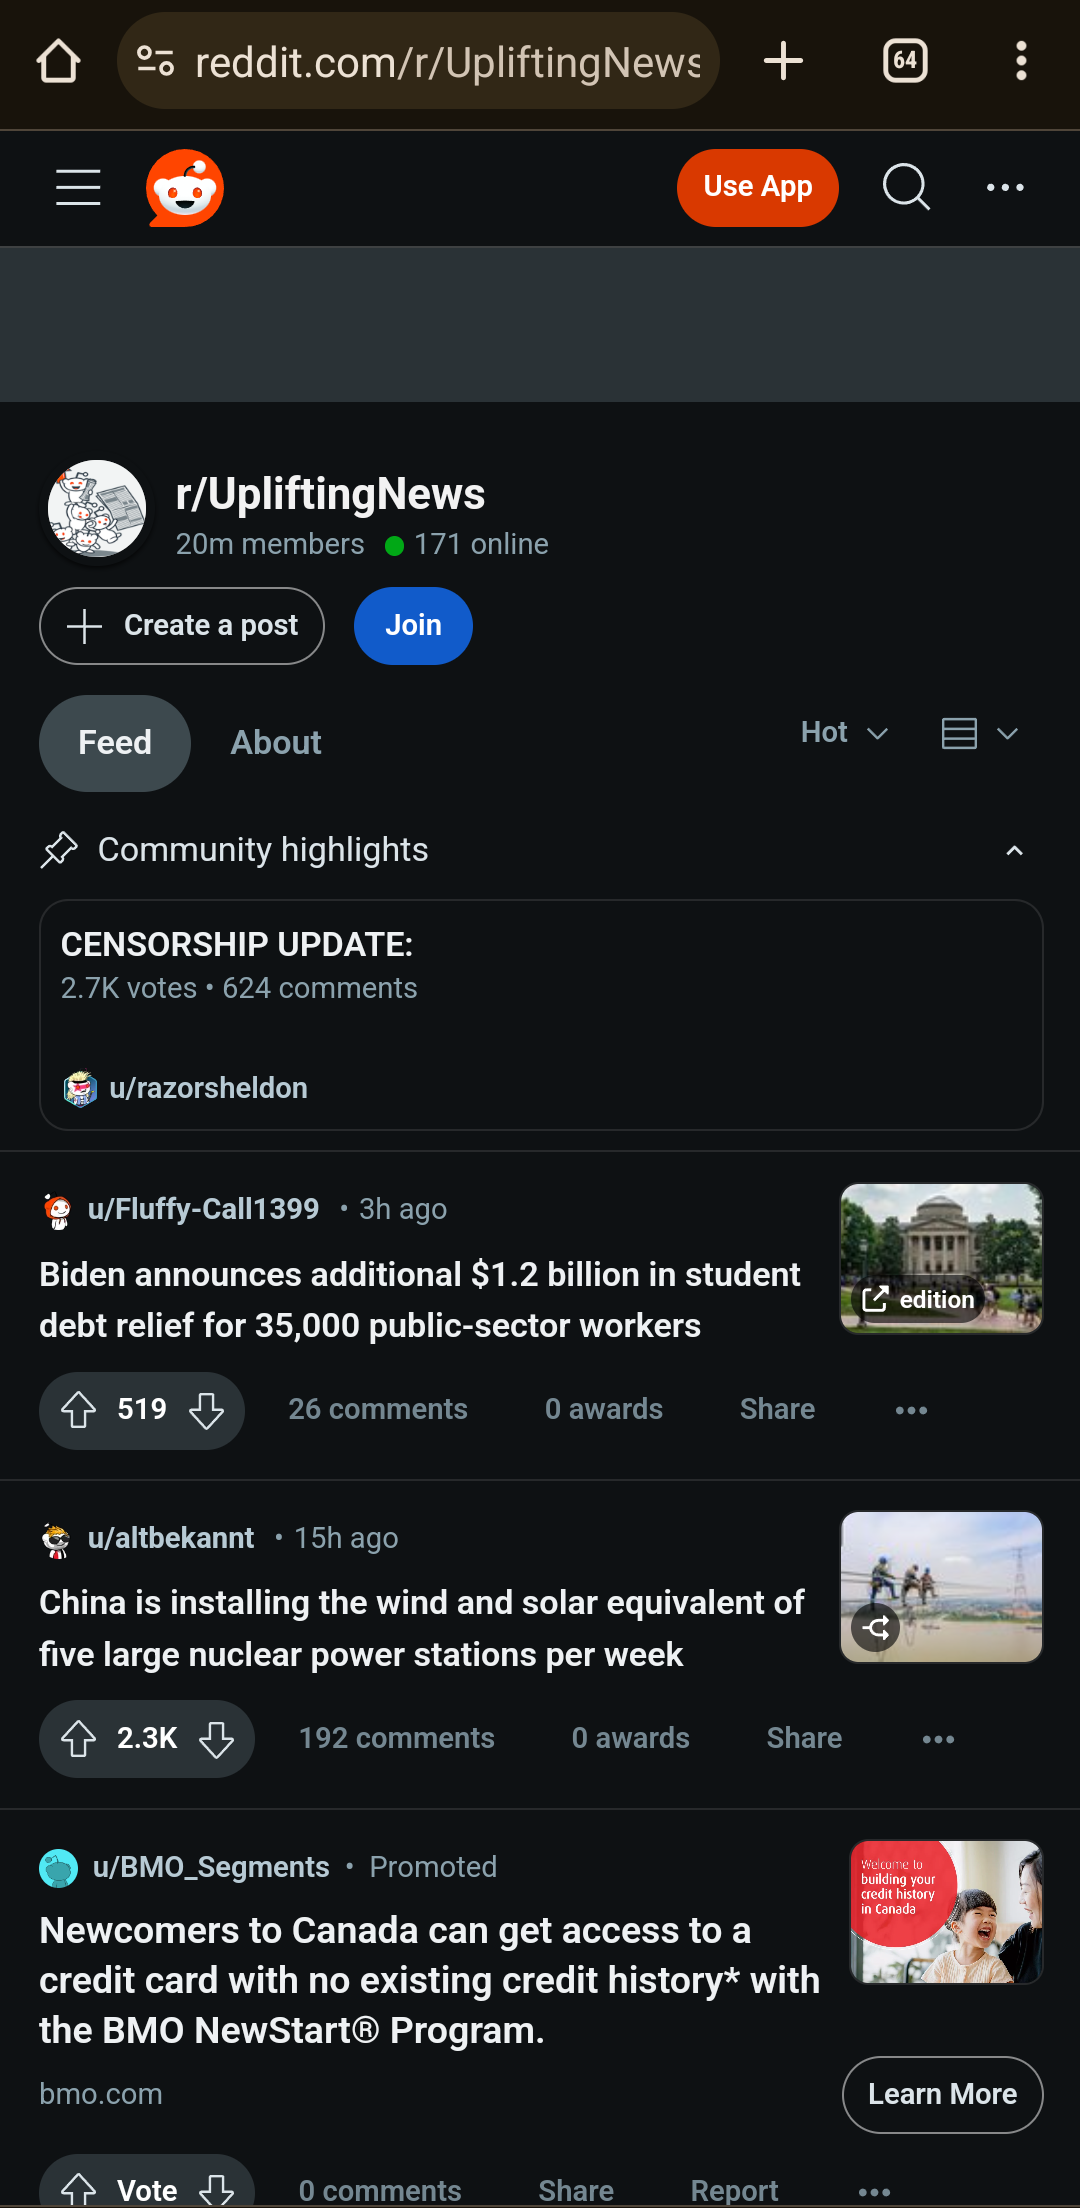 reddit.com/r/UpliftingNews
64
Use App
r/UpliftingNews
20m members 171 online
Create a post Join
Feed About Hot
Community highlights
CENSORSHIP UPDATE:
2.7K votes • 624 comments
u/razorsheldon
u/Fluffy-Call1399 • 3h ago
Biden announces additional $1.2 billion in student
debt relief for 35,000 public-sector workers
edition
519 26 comments 0 awards Share
u/altbekannt • 15h ago
China is installing the wind and solar equivalent of
five large nuclear power stations per week
2.3K 192 comments 0 awards Share
u/BMO_Segments • Promoted
Newcomers to Canada can get access to a
credit card with no existing credit history* with
the BMO NewStart® Program.
Welcome to
building your
credit history
in Canada
bmo.com
Learn More
Vote 0 comments Share Report